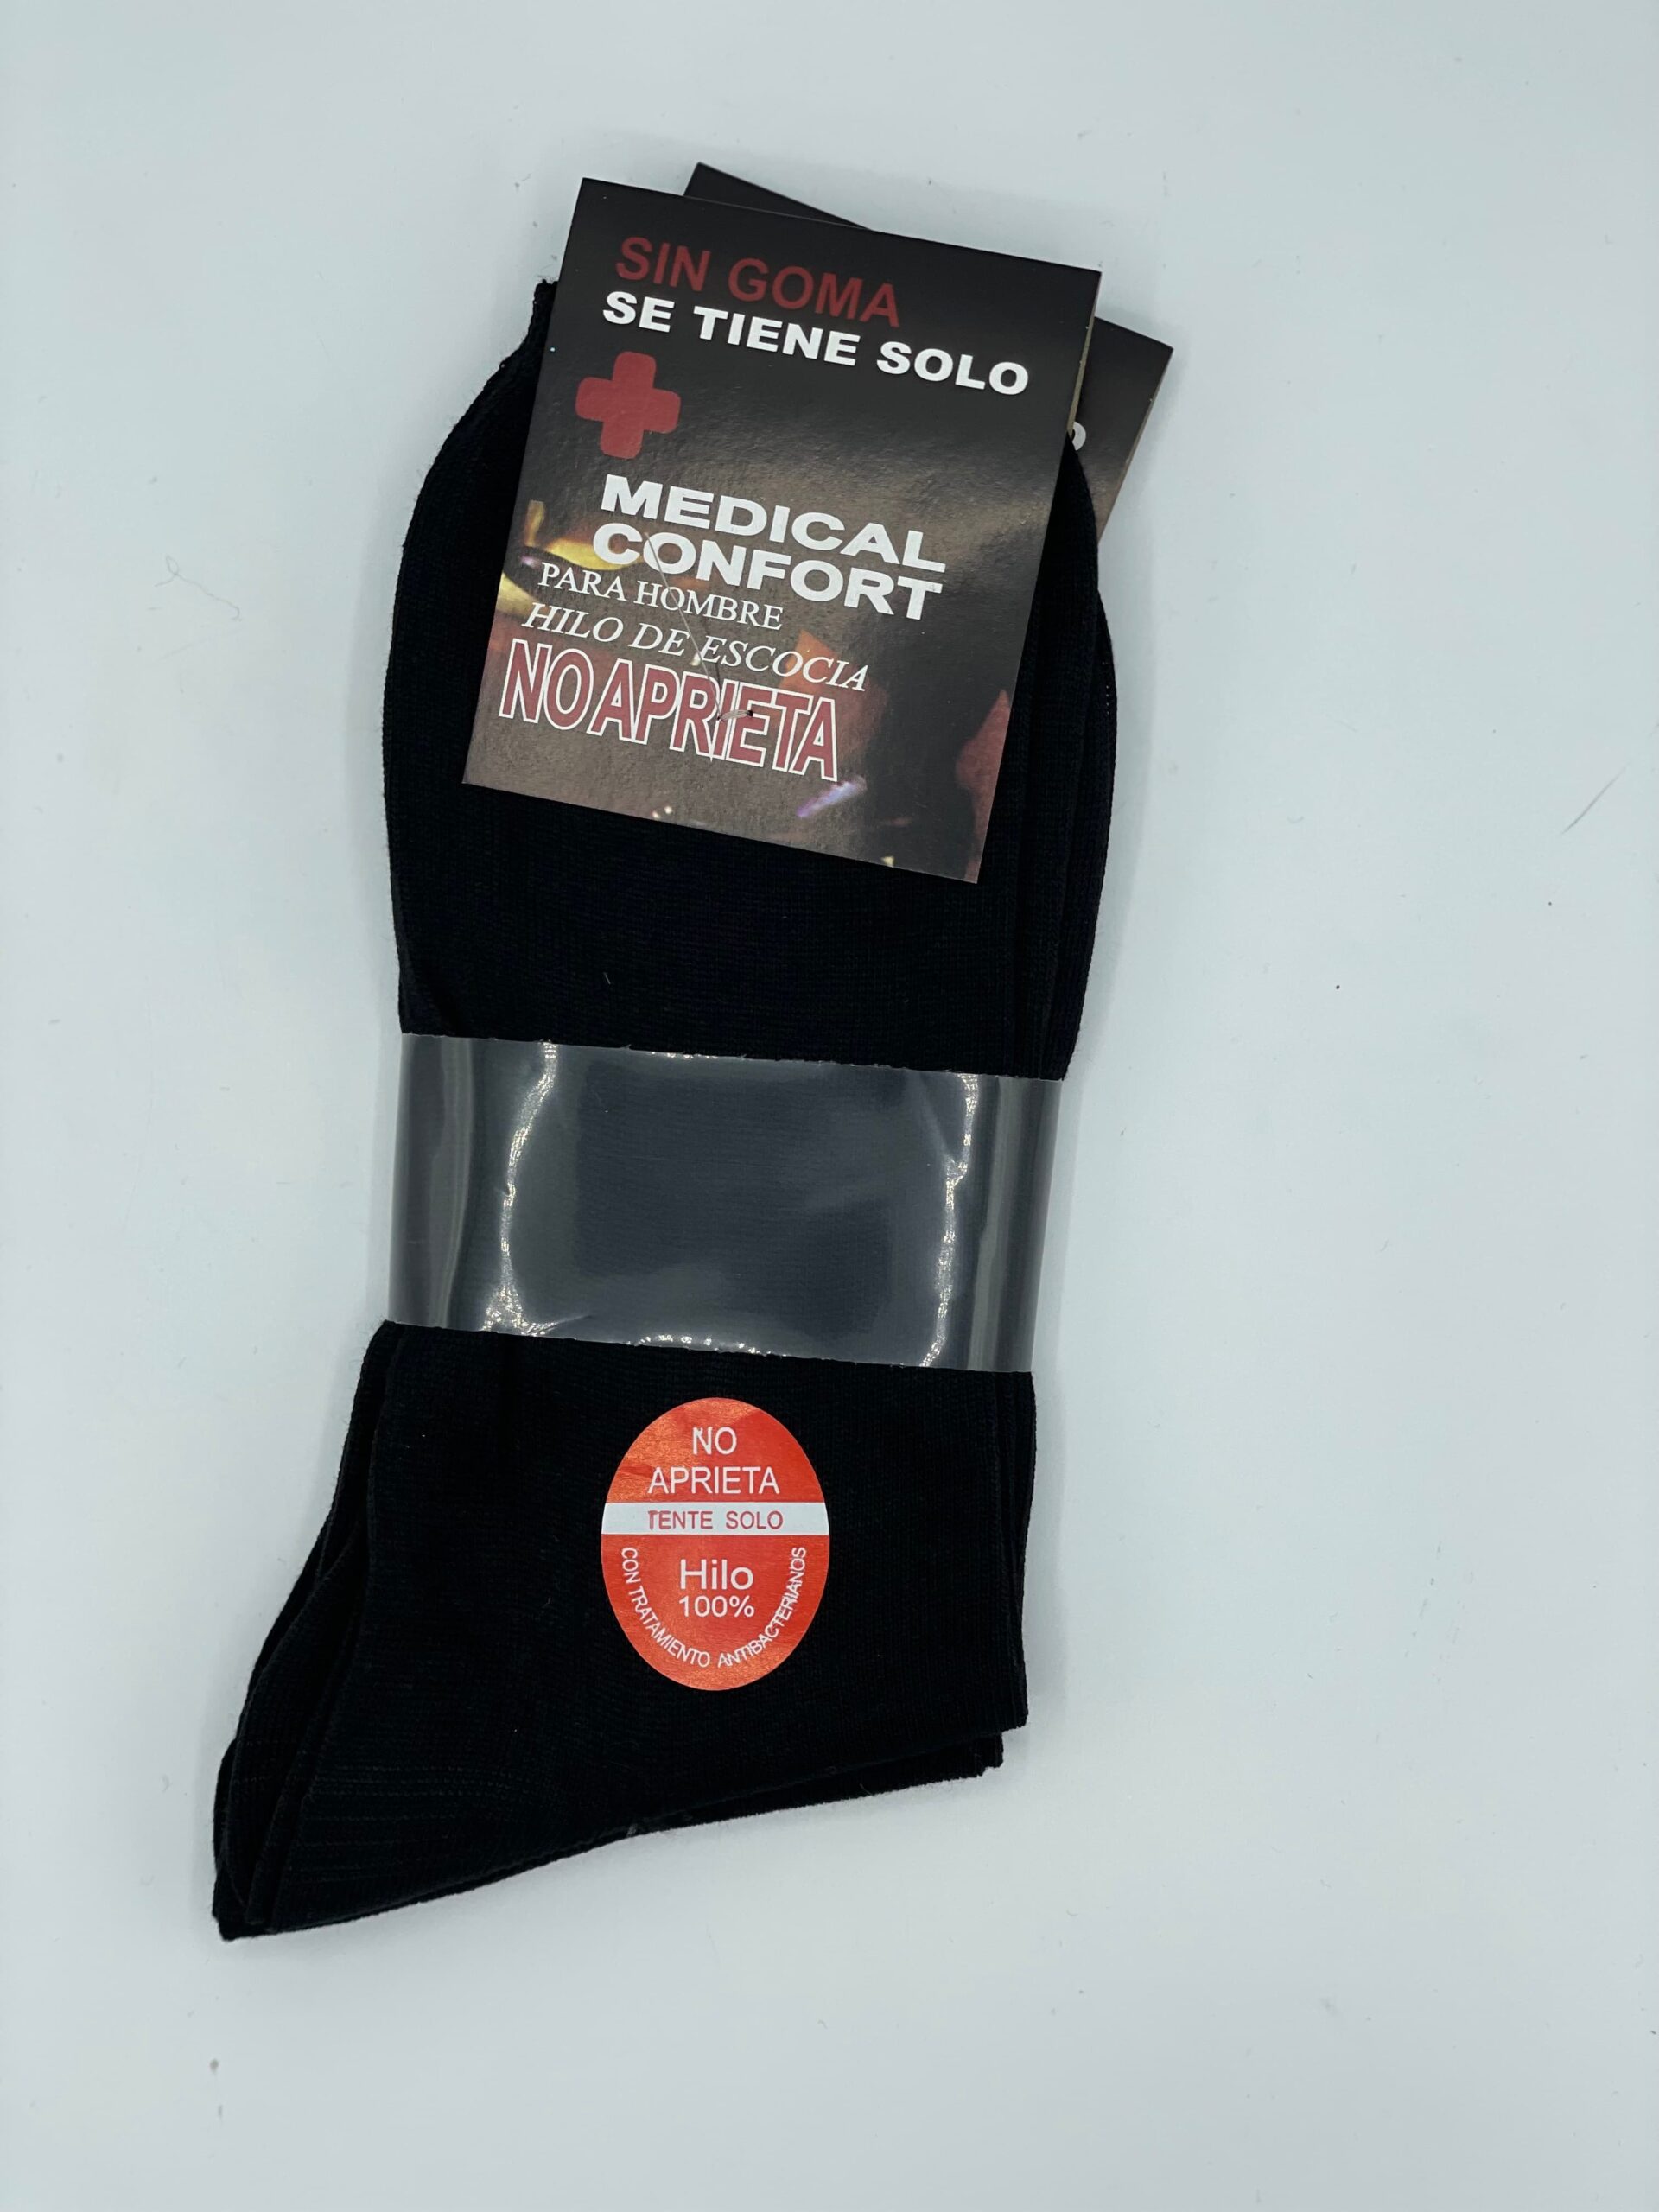 SIN GOMA
SE TIENE SOLO
MEDICAL
CONFORT
PARA HOMBRE
HILO DE ESCOCIA
NO APRIETA
NO
APRIETA
TENTE SOLO
Hilo
100%
CON TRATAMIENTO ANTIBACTERIANOS